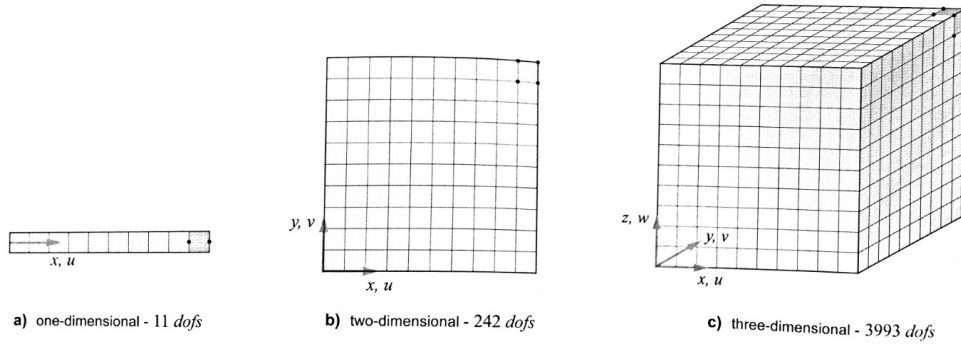 x, u
a) one-dimensional - 11 dofs
y, v
x, u
b) two-dimensional - 242 dofs
z, w
y, v
x, u
c) three-dimensional - 3993 dofs